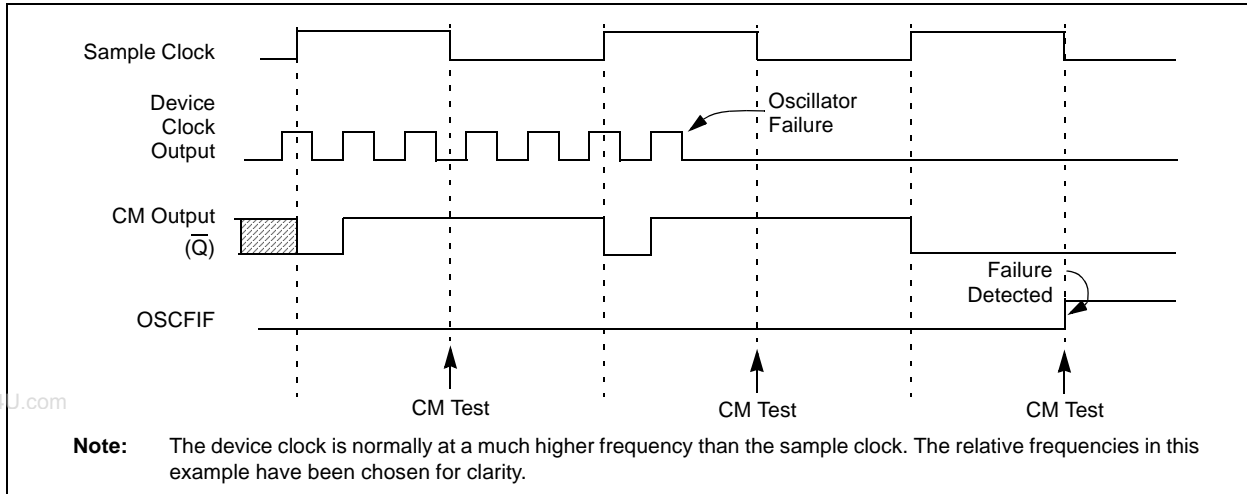 Sample Clock
Device
Clock
Output
Oscillator
Failure
CM Output
(Q̅)
Failure
Detected
OSCFIF
CM Test
CM Test
CM Test
4U.com
Note: The device clock is normally at a much higher frequency than the sample clock. The relative frequencies in this
example have been chosen for clarity.